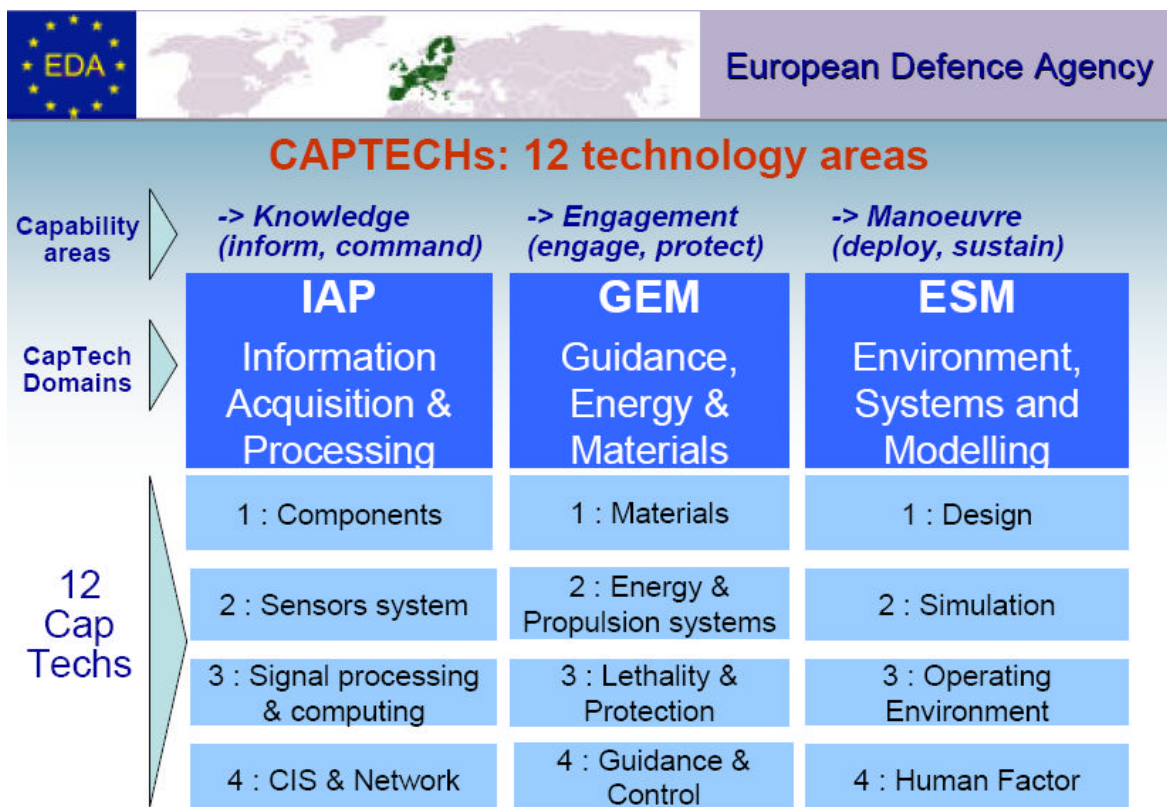 EDA
European Defence Agency
CAPTECHs: 12 technology areas
Capability
areas
-> Knowledge
(inform, command)
-> Engagement
(engage, protect)
-> Manoeuvre
(deploy, sustain)
CapTech
Domains
IAP
Information
Acquisition &
Processing
GEM
Guidance,
Energy &
Materials
ESM
Environment,
Systems and
Modelling
12
Cap
Techs
1 : Components
1 : Materials
1 : Design
2 : Sensors system
2 : Energy &
Propulsion systems
2 : Simulation
3 : Signal processing
& computing
3 : Lethality &
Protection
3 : Operating
Environment
4 : CIS & Network
4 : Guidance &
Control
4 : Human Factor